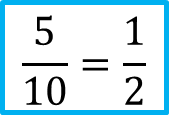 5/10 = 1/2